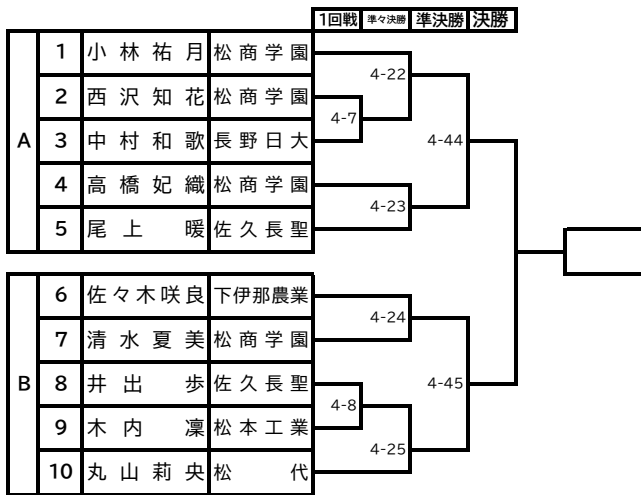 1回戦 準々決勝 準決勝 決勝
A
1 小林祐月 松商学園
2 西沢知花 松商学園
3 中村和歌 長野日大
4 高橋妃織 松商学園
5 尾上暖 佐久長聖
4-22
4-7
4-44
4-23
B
6 佐々木咲良 下伊那農業
7 清水夏美 松商学園
8 井出歩 佐久長聖
9 木内凜 松本工業
10 丸山莉央 松代
4-24
4-45
4-8
4-25